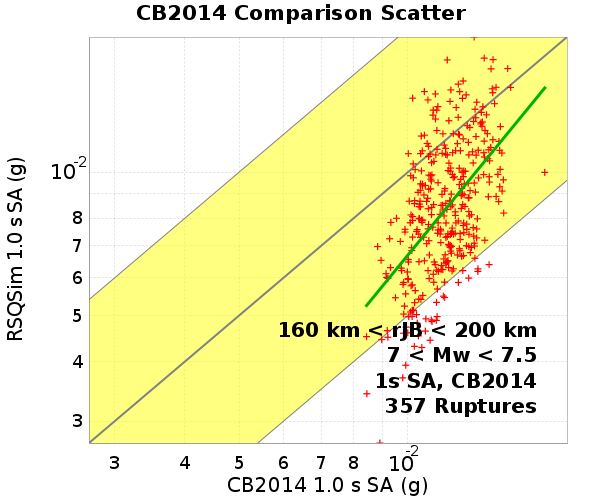 CB2014 Comparison Scatter
RSQSim 1.0 s SA (g)
10-2
8
7
6
5
4
3
160 km < rJB < 200 km
7 < Mw < 7.5
1s SA, CB2014
357 Ruptures
3 4 5 6 7 8 10-2
CB2014 1.0 s SA (g)